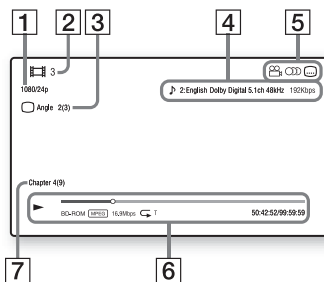 1 2 3 4 5
3
1080/24p
Angle 2(3)
2:English Dolby Digital 5.1ch 48kHz 192Kbps
Chapter 4(9)
BD-ROM MPEG 16.9Mbps T 50:42:52/99:59:59
7 6